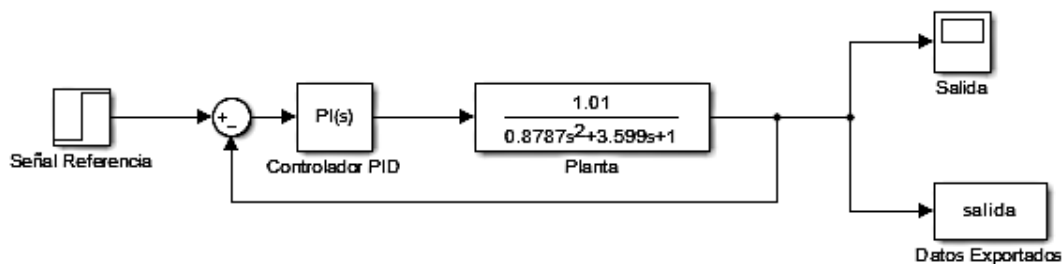 Salida
+
−
PI(s)
1.01
0.8787s²+3.599s+1
Señal Referencia
Controlador PID
Planta
salida
Datos Exportados